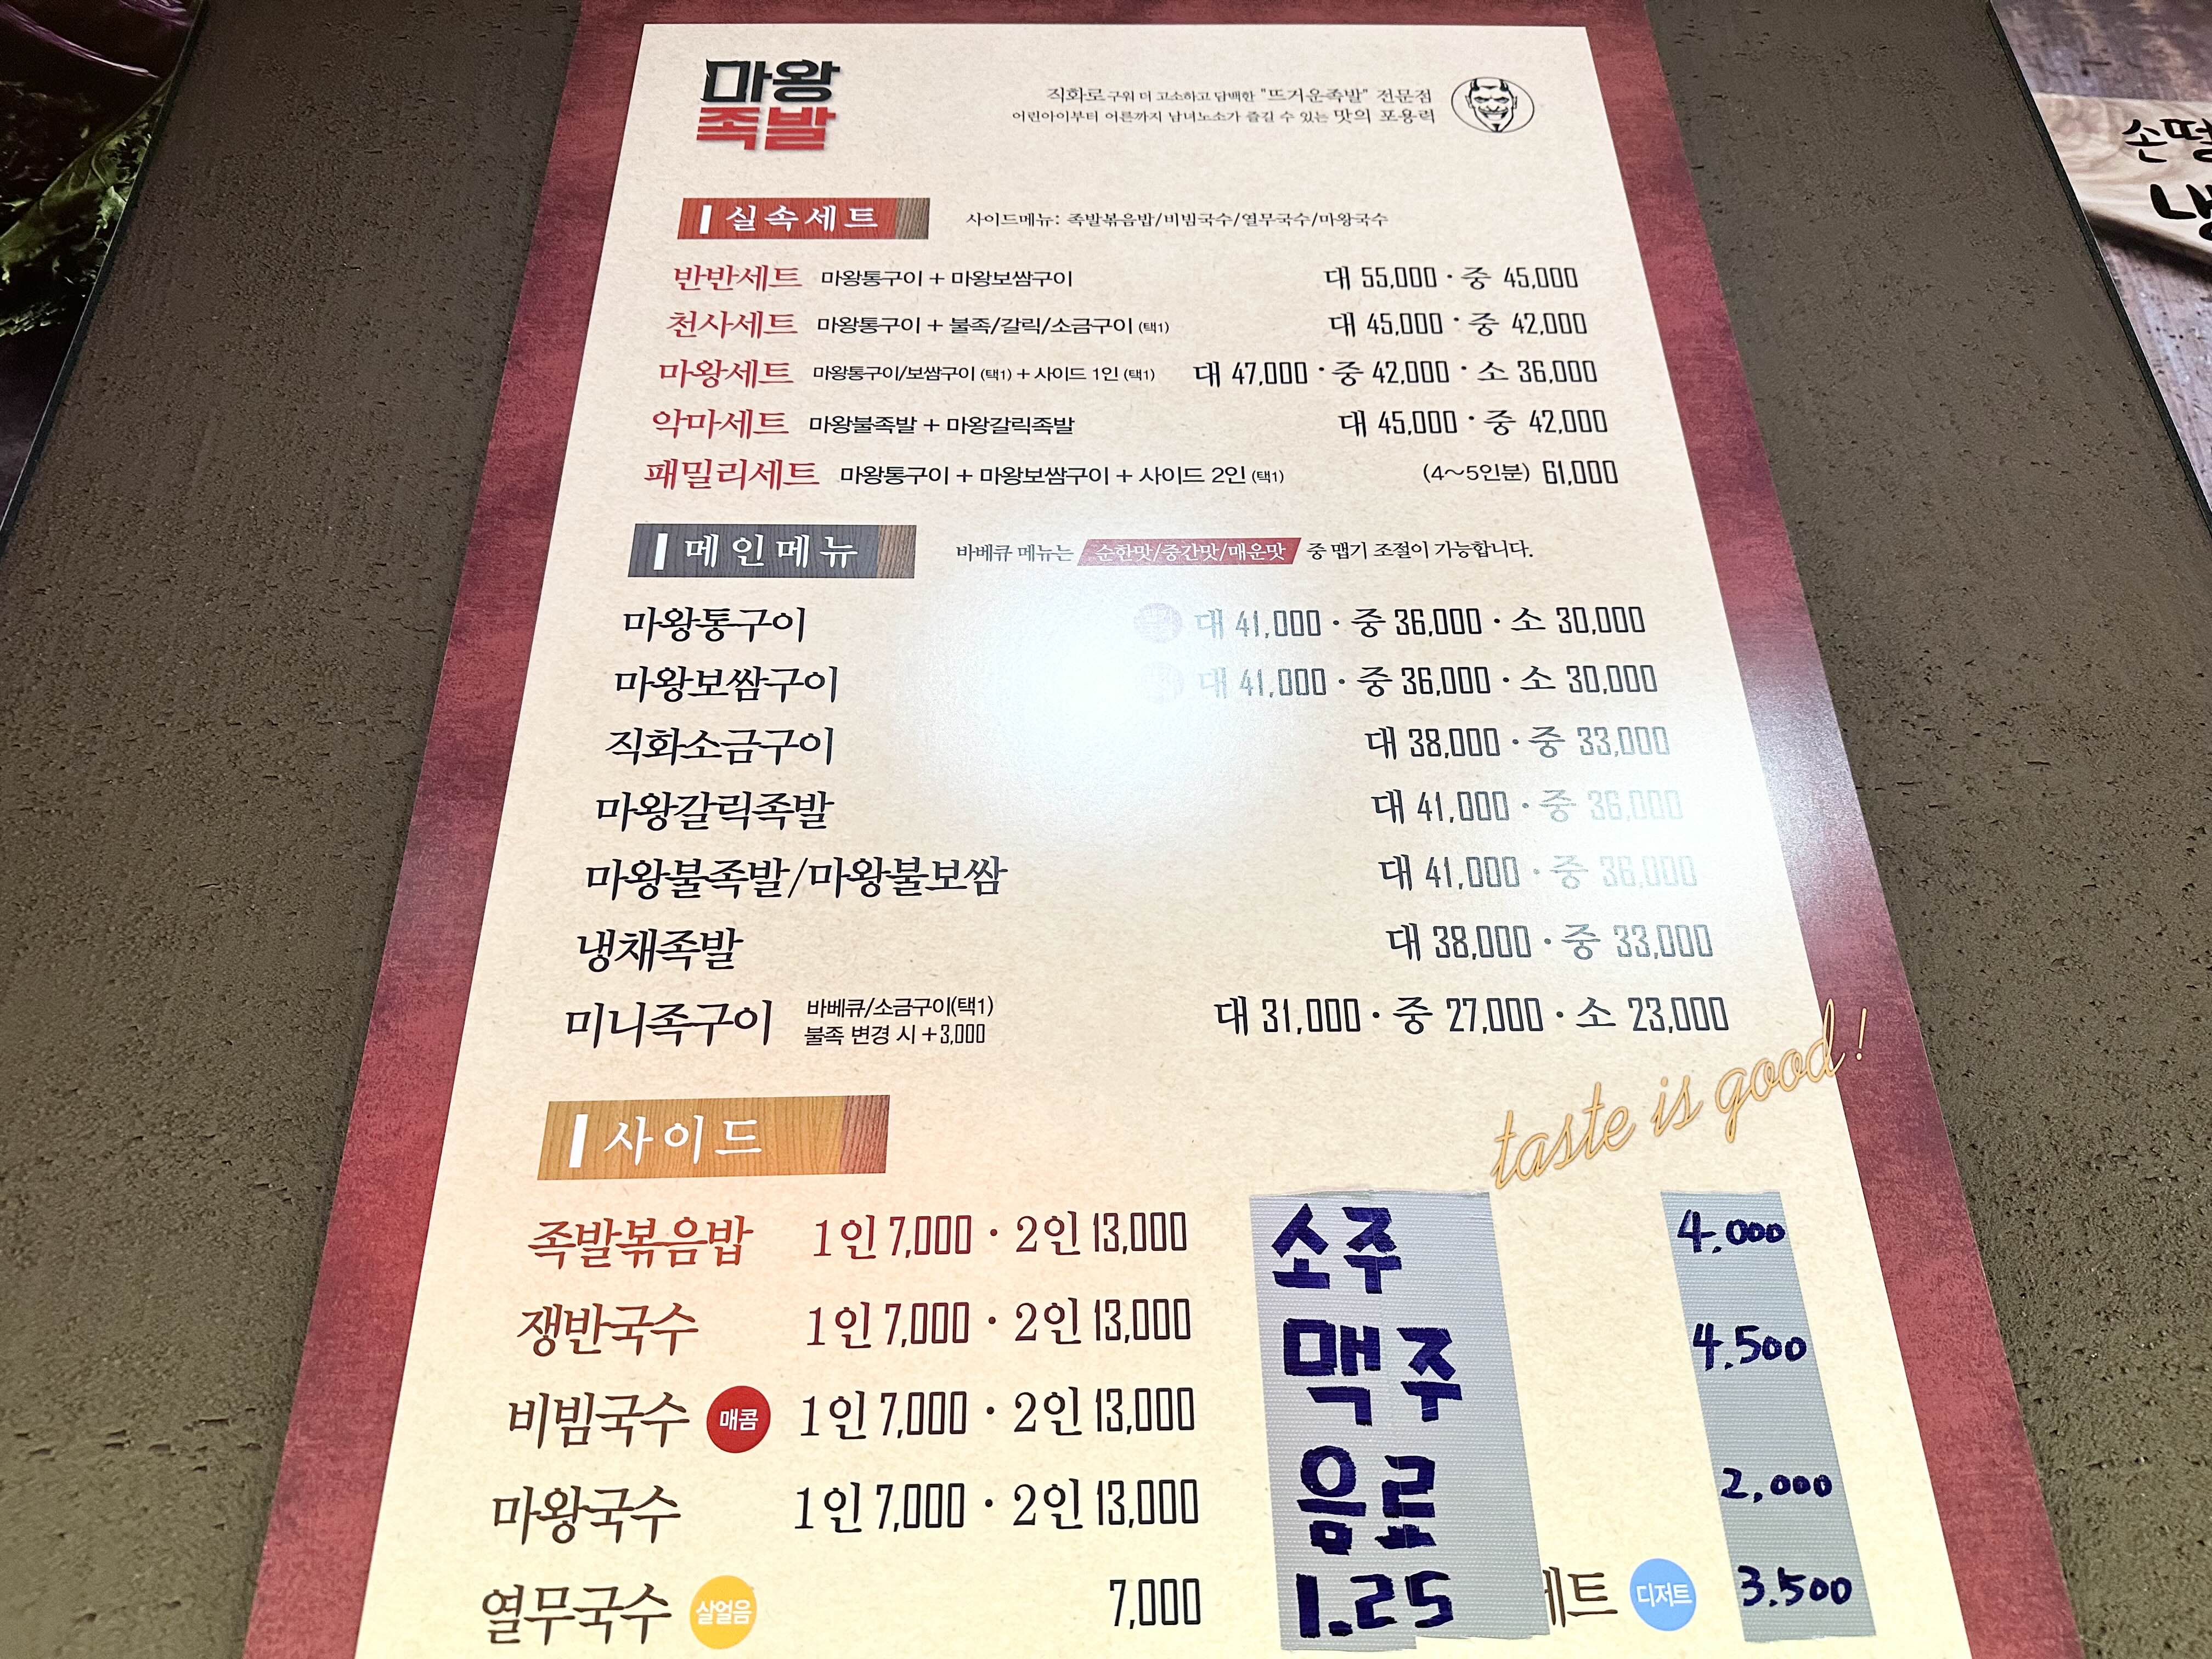 마왕
족발
직화로 구워 더 고소하고 담백한 "뜨거운족발" 전문점
어린아이부터 어른까지 남녀노소가 즐길 수 있는 맛의 포용력
실속세트 사이드메뉴: 족발볶음밥/비빔국수/열무국수/마왕국수
반반세트 마왕통구이 + 마왕보쌈구이 대 55,000 · 중 45,000
천사세트 마왕통구이 + 불족/갈릭/소금구이 (택1) 대 45,000 · 중 42,000
마왕세트 마왕통구이/보쌈구이 (택1) + 사이드 1인 (택1) 대 47,000 · 중 42,000 · 소 36,000
악마세트 마왕불족발 + 마왕갈릭족발 대 45,000 · 중 42,000
패밀리세트 마왕통구이 + 마왕보쌈구이 + 사이드 2인 (택1) (4~5인분) 61,000
메인메뉴 바베큐 메뉴는 순한맛/중간맛/매운맛 중 맵기 조절이 가능합니다.
마왕통구이 대 41,000 · 중 36,000 · 소 30,000
마왕보쌈구이 대 41,000 · 중 36,000 · 소 30,000
직화소금구이 대 38,000 · 중 33,000
마왕갈릭족발 대 41,000 · 중 36,000
마왕불족발/마왕불보쌈 대 41,000 · 중 36,000
냉채족발 대 38,000 · 중 33,000
미니족구이 바베큐/소금구이(택1) 대 31,000 · 중 27,000 · 소 23,000
불족 변경 시 +3,000
taste is good!
사이드
족발볶음밥 1인 7,000 · 2인 13,000
쟁반국수 1인 7,000 · 2인 13,000
비빔국수 매콤 1인 7,000 · 2인 13,000
마왕국수 1인 7,000 · 2인 13,000
열무국수 살얼음 7,000
소주 4.000
맥주 4.500
음료 2,000
1.25 3.500
세트 디저트
손떡
냉